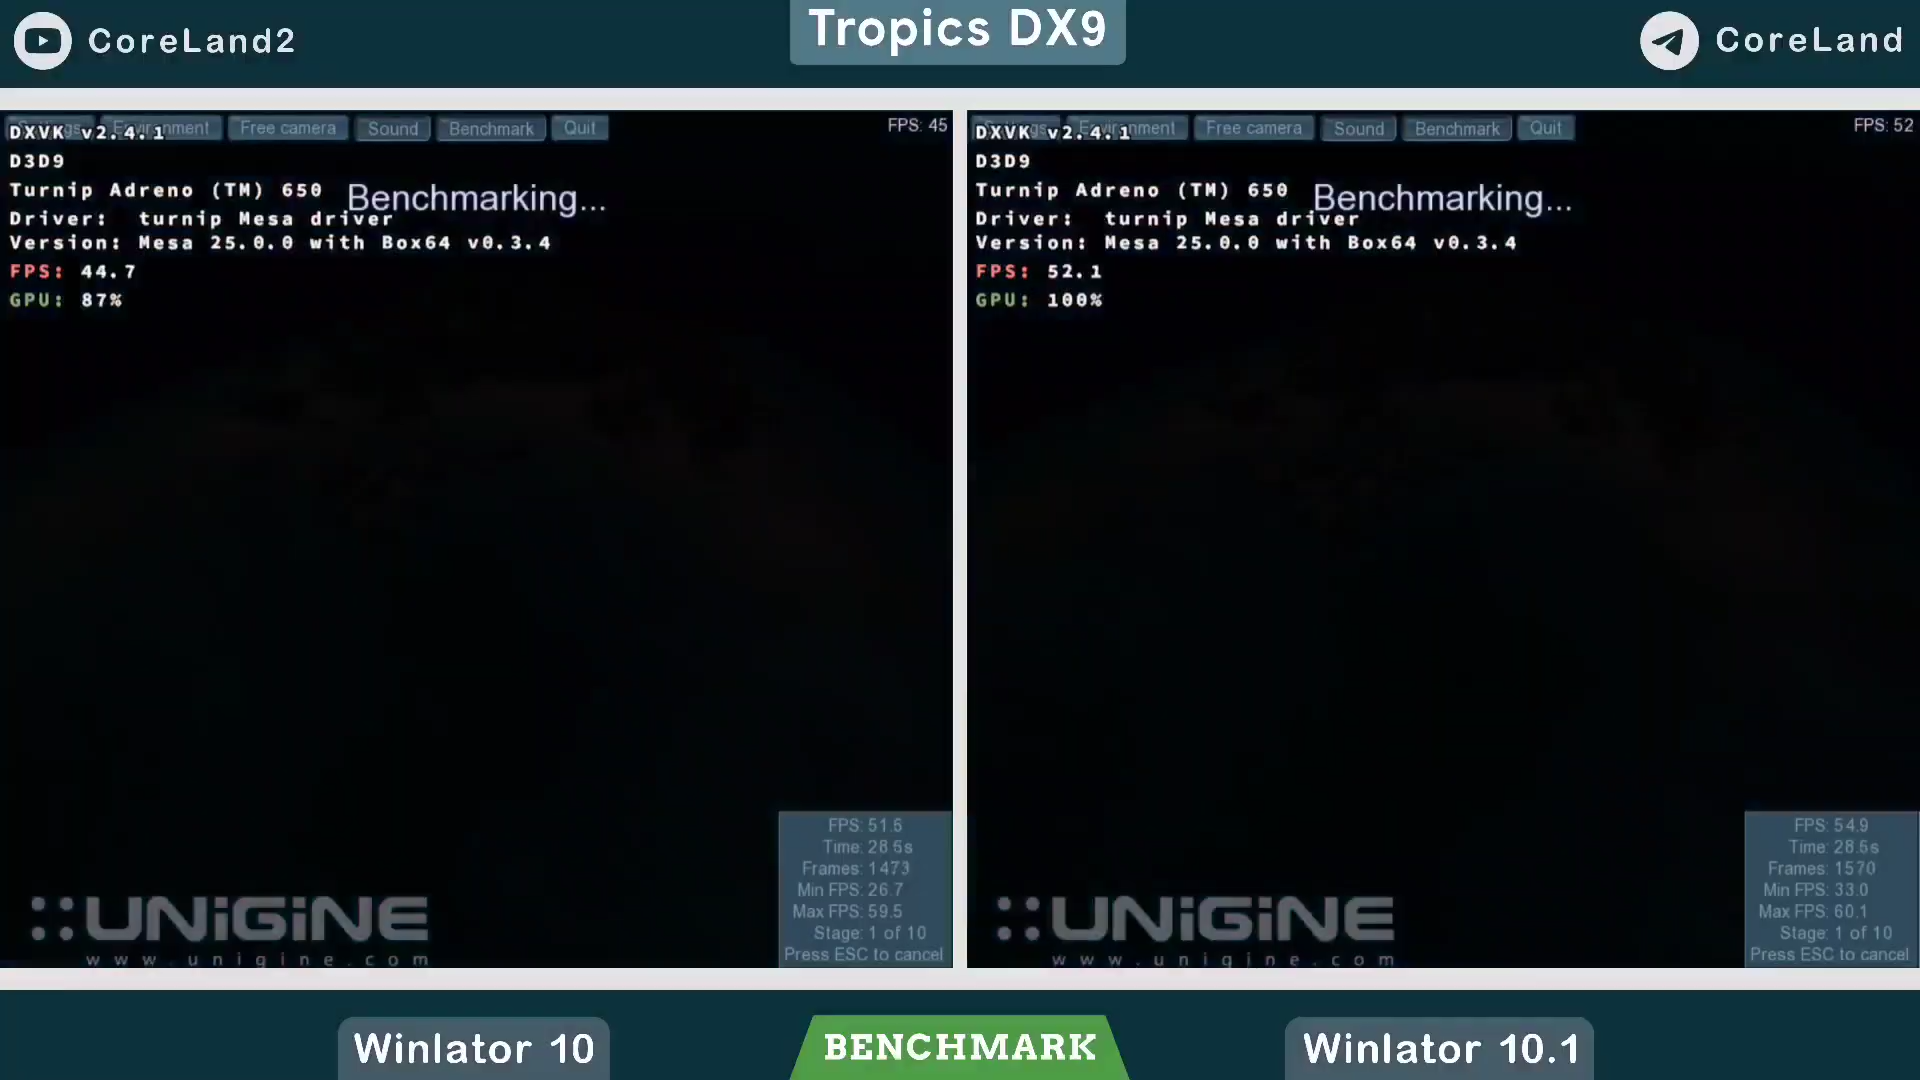 CoreLand2
Tropics DX9
CoreLand
Environment Free camera Sound Benchmark Quit
FPS: 45
DXVK v2.4.1
D3D9
Turnip Adreno (TM) 650
Benchmarking...
Driver: turnip Mesa driver
Version: Mesa 25.0.0 with Box64 v0.3.4
FPS: 44.7
GPU: 87%
FPS: 51.6
Time: 28.5s
Frames: 1473
Min FPS: 26.7
Max FPS: 59.5
Stage: 1 of 10
Press ESC to cancel
::UNiGiNE
www.unigine.com
Environment Free camera Sound Benchmark Quit
FPS: 52
DXVK v2.4.1
D3D9
Turnip Adreno (TM) 650
Benchmarking...
Driver: turnip Mesa driver
Version: Mesa 25.0.0 with Box64 v0.3.4
FPS: 52.1
GPU: 100%
FPS: 54.9
Time: 28.5s
Frames: 1570
Min FPS: 33.0
Max FPS: 60.1
Stage: 1 of 10
Press ESC to cancel
::UNiGiNE
www.unigine.com
Winlator 10
BENCHMARK
Winlator 10.1